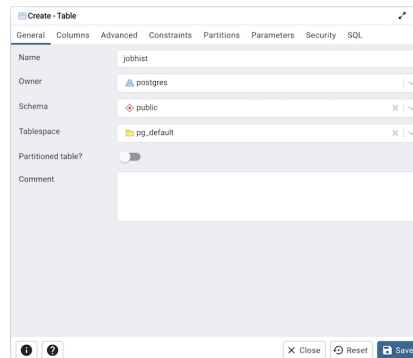 Create - Table
General Columns Advanced Constraints Partitions Parameters Security SQL
Name jobhist
Owner postgres
Schema public
Tablespace pg_default
Partitioned table?
Comment
Close Reset Save